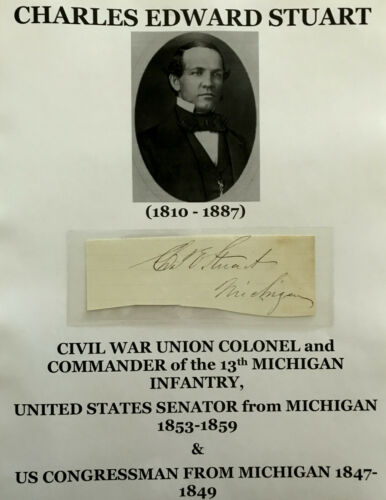 CHARLES EDWARD STUART
(1810 - 1887)
Chs E Stuart
Michigan
CIVIL WAR UNION COLONEL and
COMMANDER of the 13th MICHIGAN
INFANTRY,
UNITED STATES SENATOR from MICHIGAN
1853-1859
&
US CONGRESSMAN FROM MICHIGAN 1847-
1849